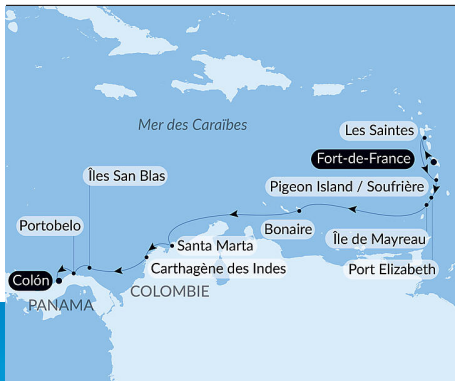 Les Saintes
Mer des Caraïbes
Fort-de-France
Îles San Blas
Pigeon Island / Soufrière
Portobelo
Bonaire
Île de Mayreau
Santa Marta
Carthagène des Indes
Port Elizabeth
Colón
COLOMBIE
PANAMA